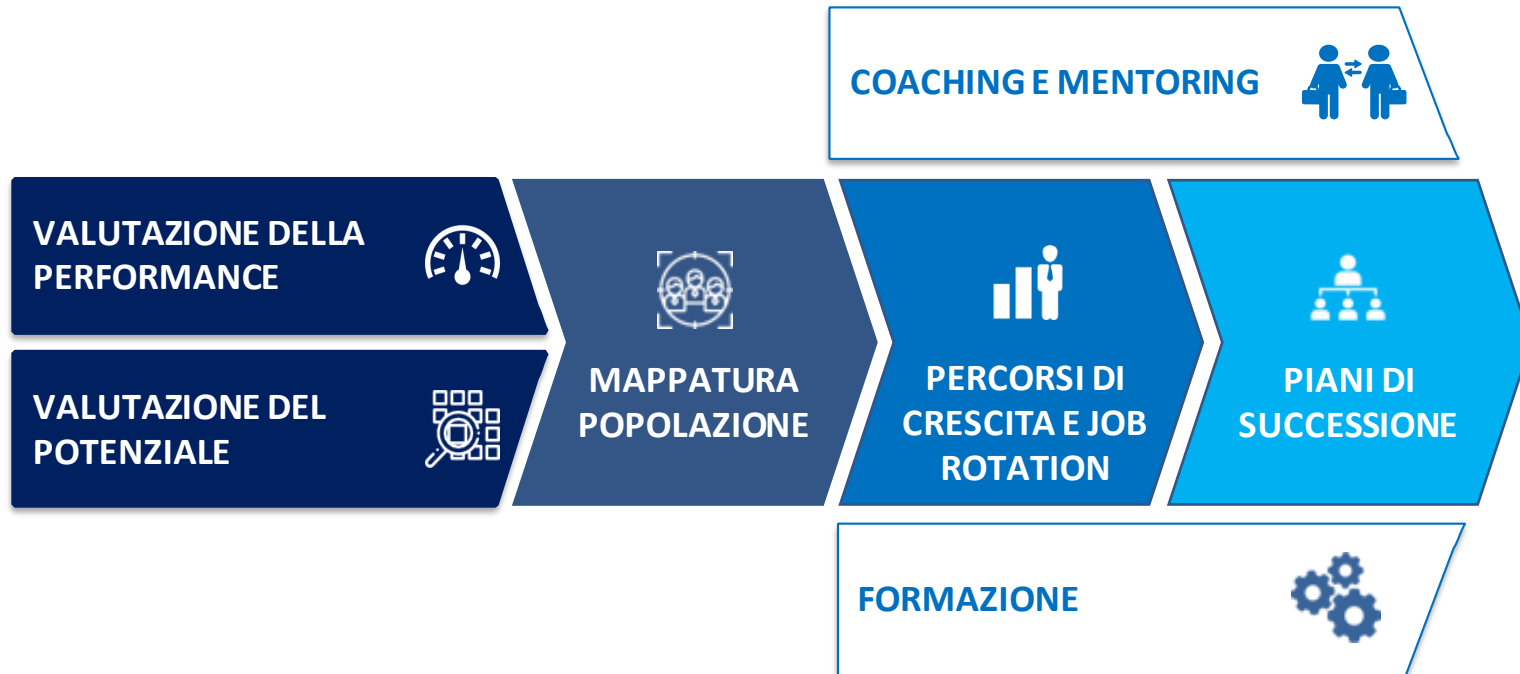 COACHING E MENTORING
VALUTAZIONE DELLA
PERFORMANCE
VALUTAZIONE DEL
POTENZIALE
MAPPATURA
POPOLAZIONE
PERCORSI DI
CRESCITA E JOB
ROTATION
PIANI DI
SUCCESSIONE
FORMAZIONE